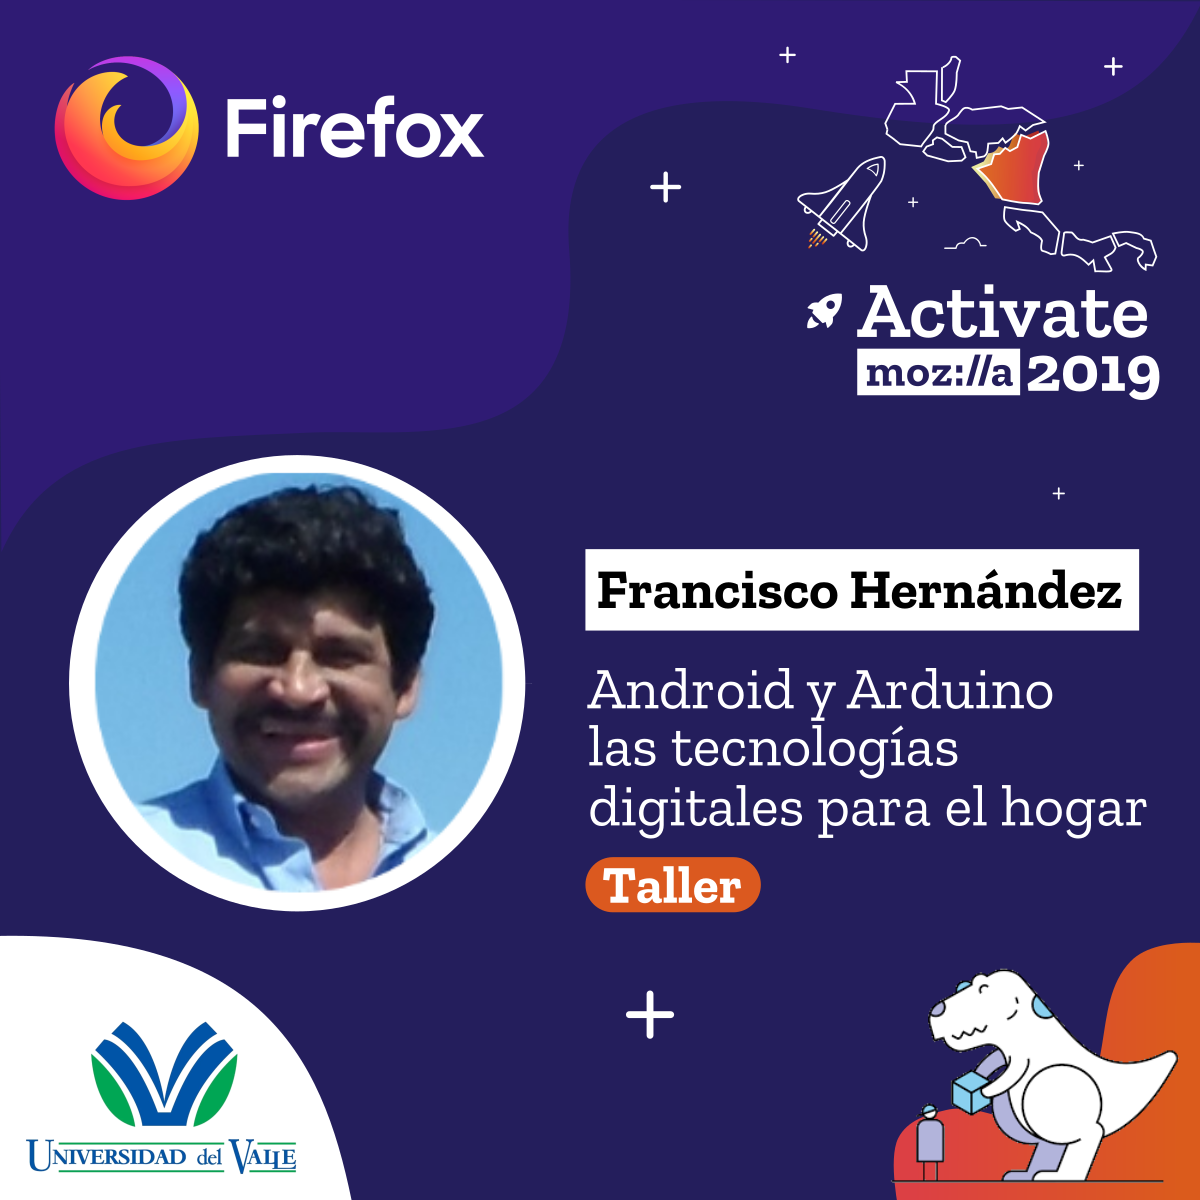 Firefox
Activate
moz://a 2019
Francisco Hernández
Android y Arduino
las tecnologías
digitales para el hogar
Taller
UNIVERSIDAD del VALLE